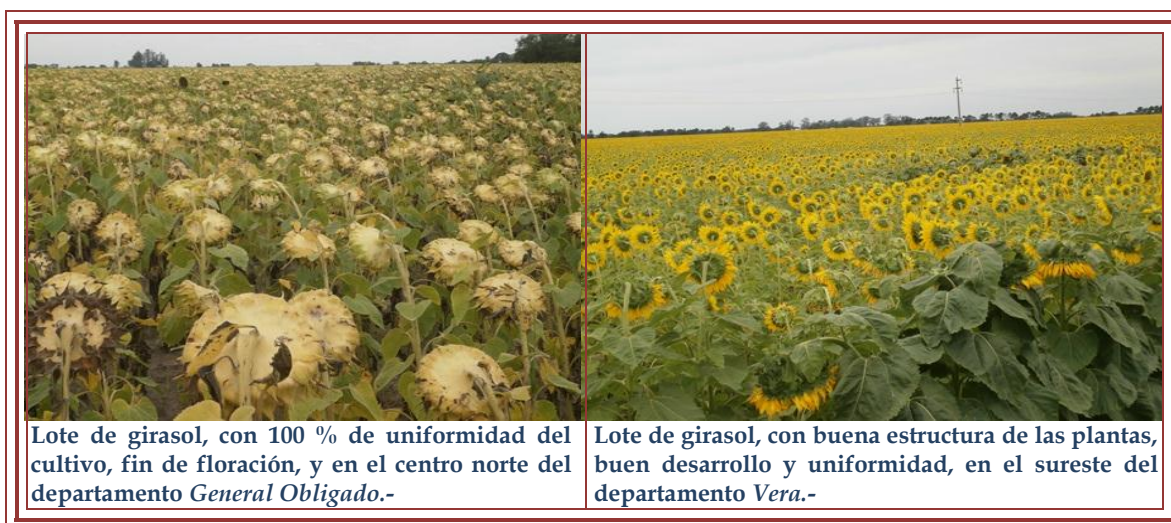 Lote de girasol, con 100 % de uniformidad del
cultivo, fin de floración, y en el centro norte del
departamento General Obligado.-
Lote de girasol, con buena estructura de las plantas,
buen desarrollo y uniformidad, en el sureste del
departamento Vera.-